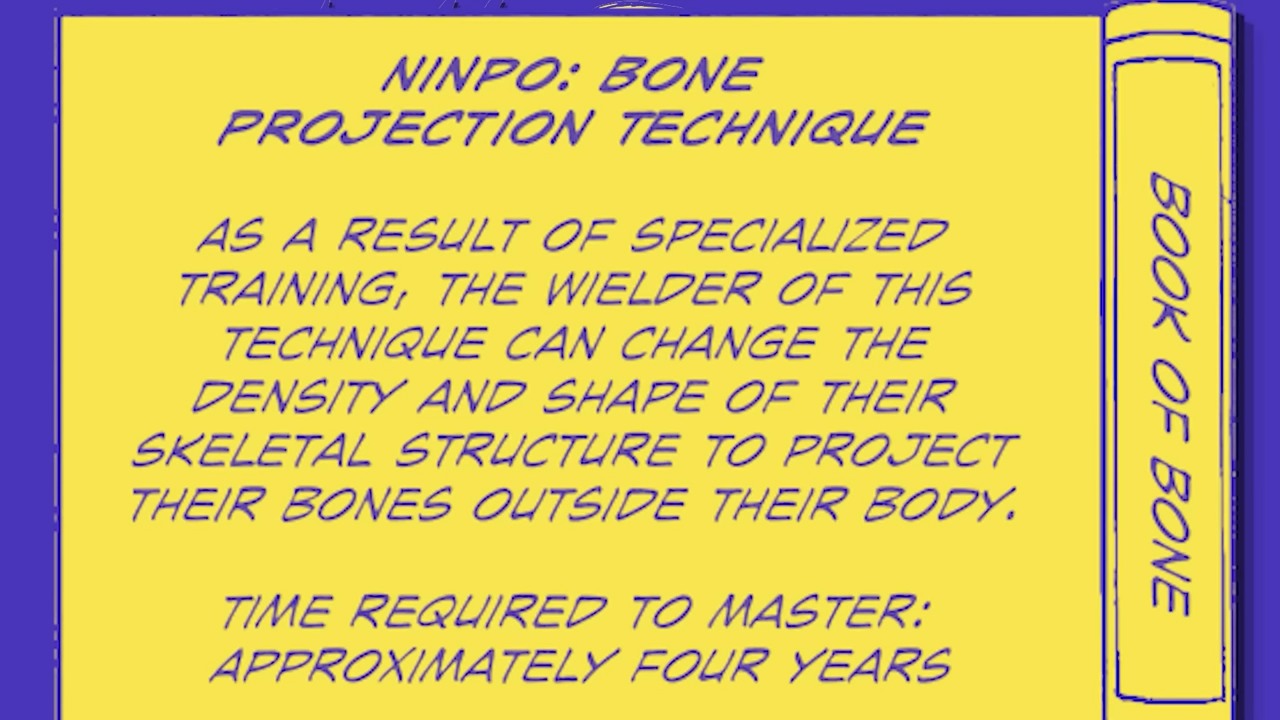 NINPO: BONE
PROJECTION TECHNIQUE
AS A RESULT OF SPECIALIZED
TRAINING, THE WIELDER OF THIS
TECHNIQUE CAN CHANGE THE
DENSITY AND SHAPE OF THEIR
SKELETAL STRUCTURE TO PROJECT
THEIR BONES OUTSIDE THEIR BODY.
TIME REQUIRED TO MASTER:
APPROXIMATELY FOUR YEARS
BOOK OF BONE